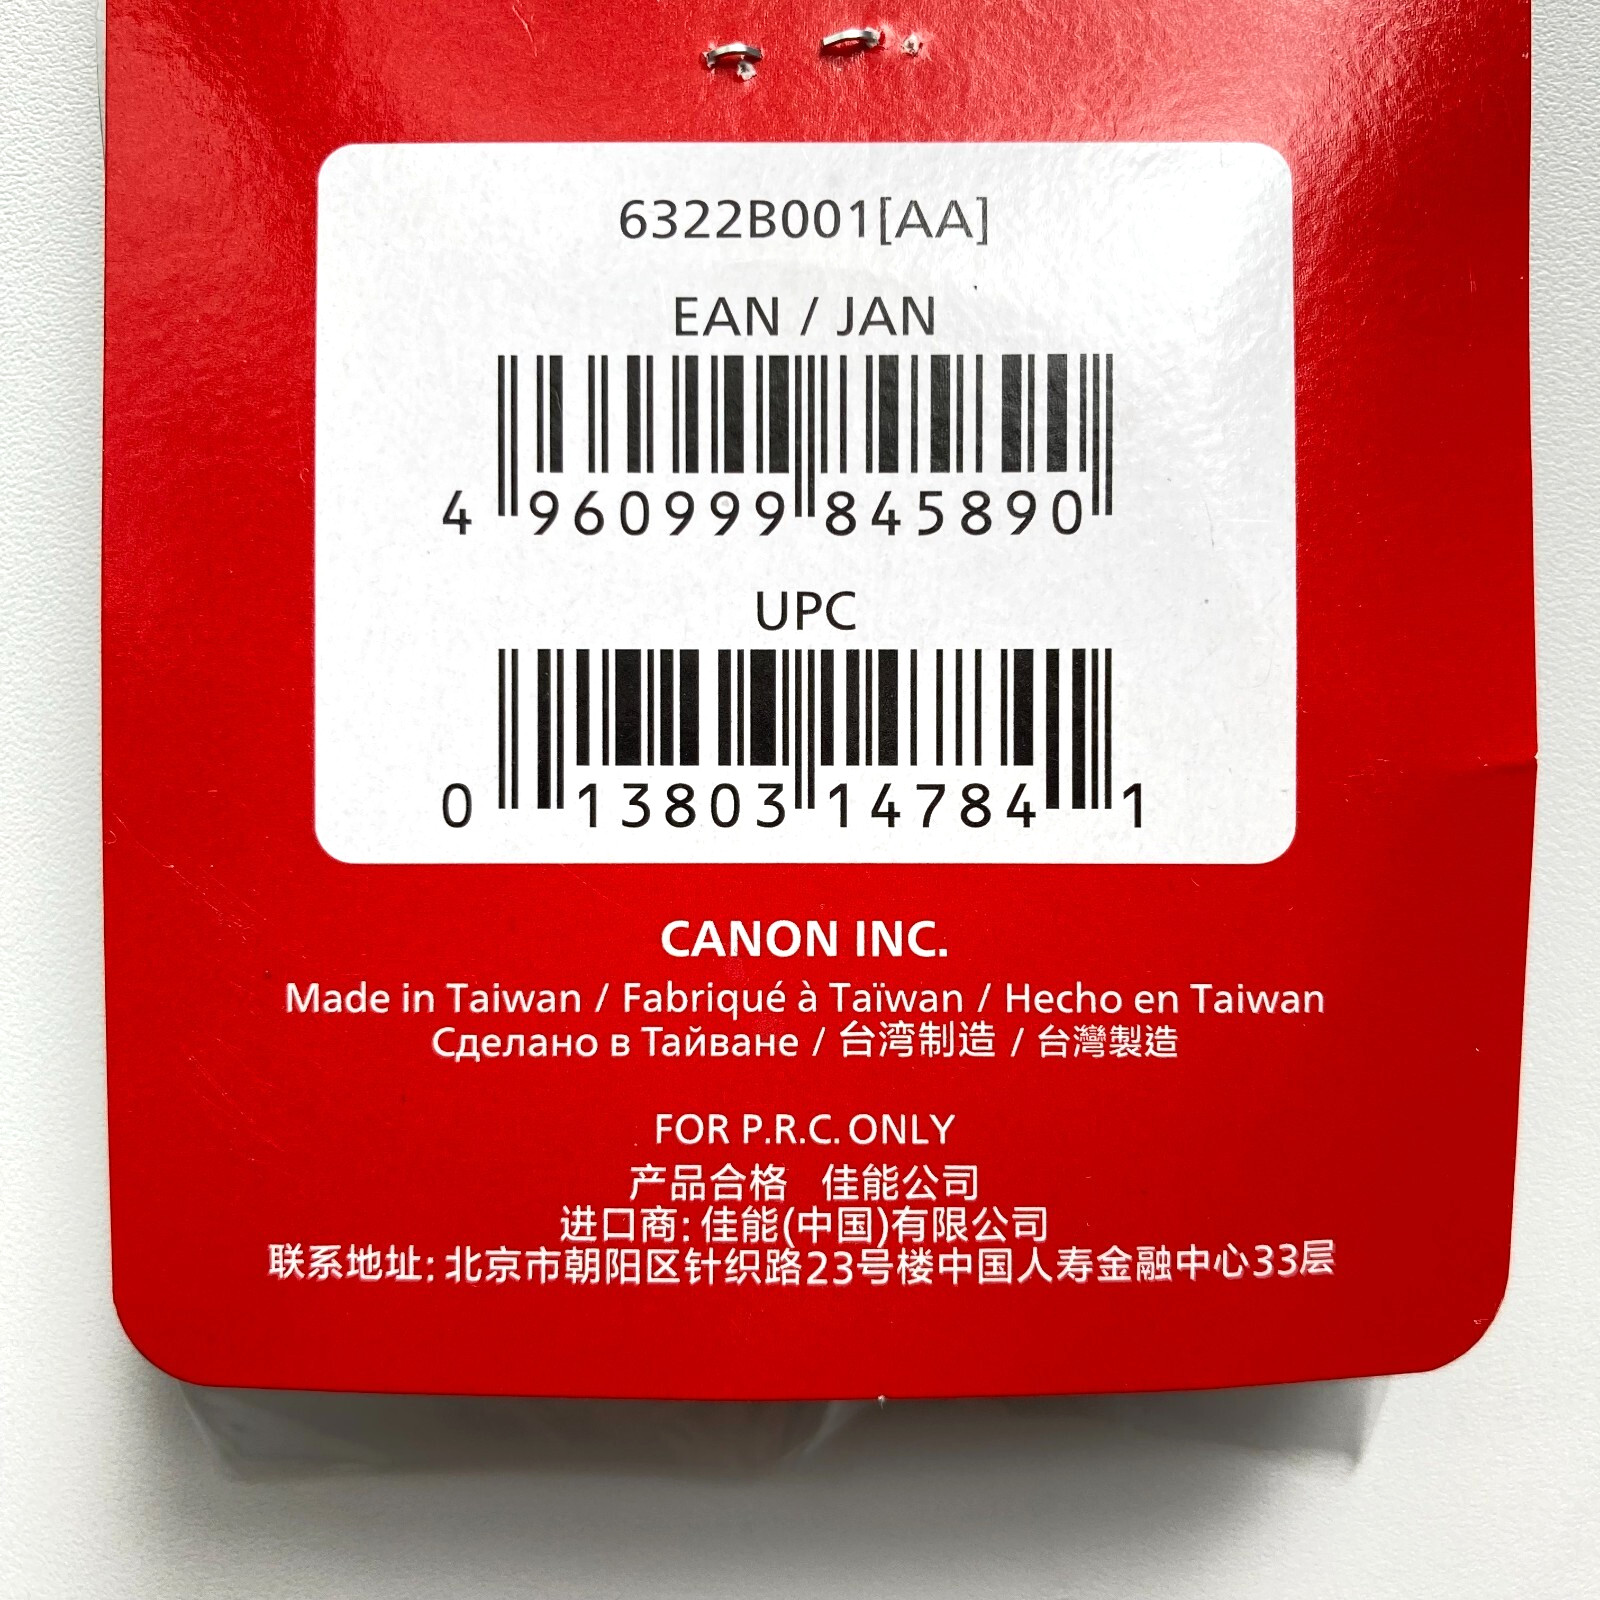 6322B001[AA]
EAN / JAN
4 960999 845890
UPC
0 13803 14784 1
CANON INC.
Made in Taiwan / Fabriqué à Taïwan / Hecho en Taiwan
Сделано в Тайване / 台湾制造 / 台灣製造
FOR P.R.C. ONLY
产品合格 佳能公司
进口商: 佳能(中国)有限公司
联系地址: 北京市朝阳区针织路23号楼中国人寿金融中心33层